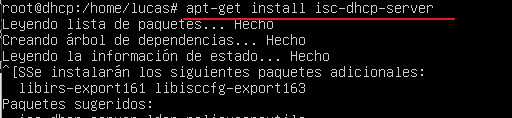 root@dhcp:/home/lucas# apt-get install isc-dhcp-server
Leyendo lista de paquetes... Hecho
Creando árbol de dependencias... Hecho
Leyendo la información de estado... Hecho
^[SSe instalarán los siguientes paquetes adicionales:
  libirs-export161 libisccfg-export163
Paquetes sugeridos: